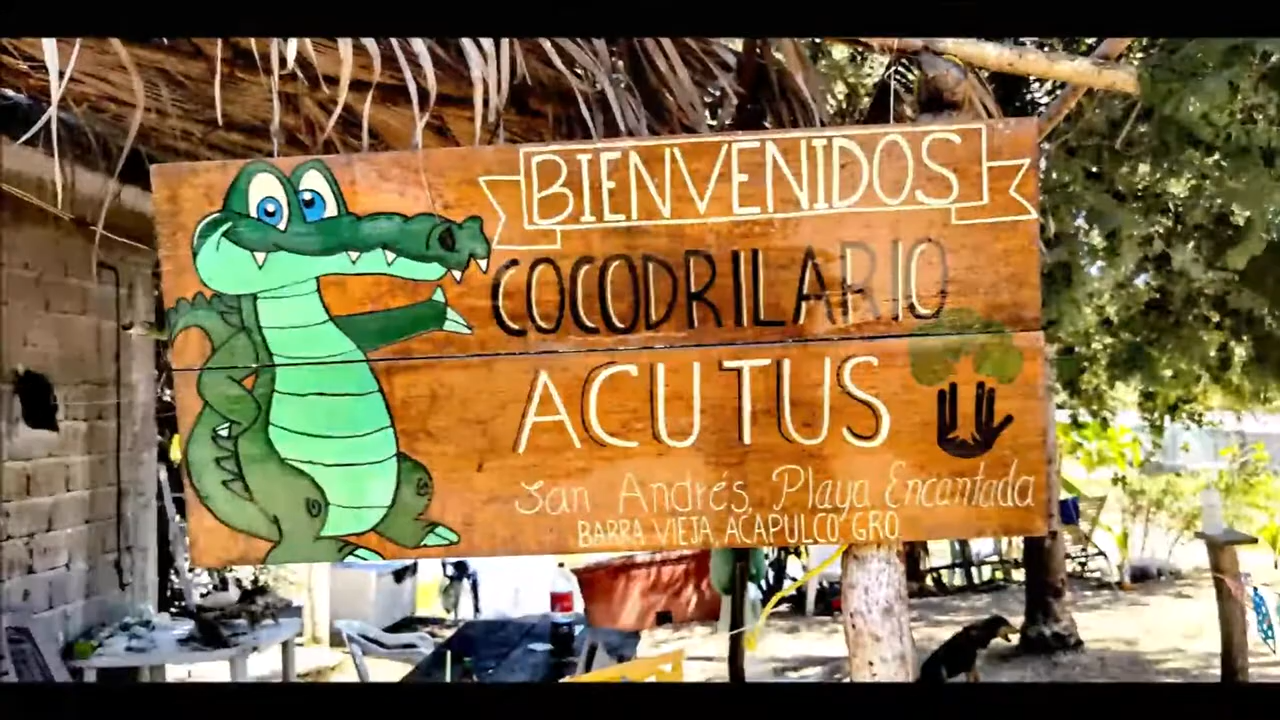 BIENVENIDOS
COCODRILARIO
ACUTUS
San Andrés, Playa Encantada
BARRA VIEJA, ACAPULCO, GRO.